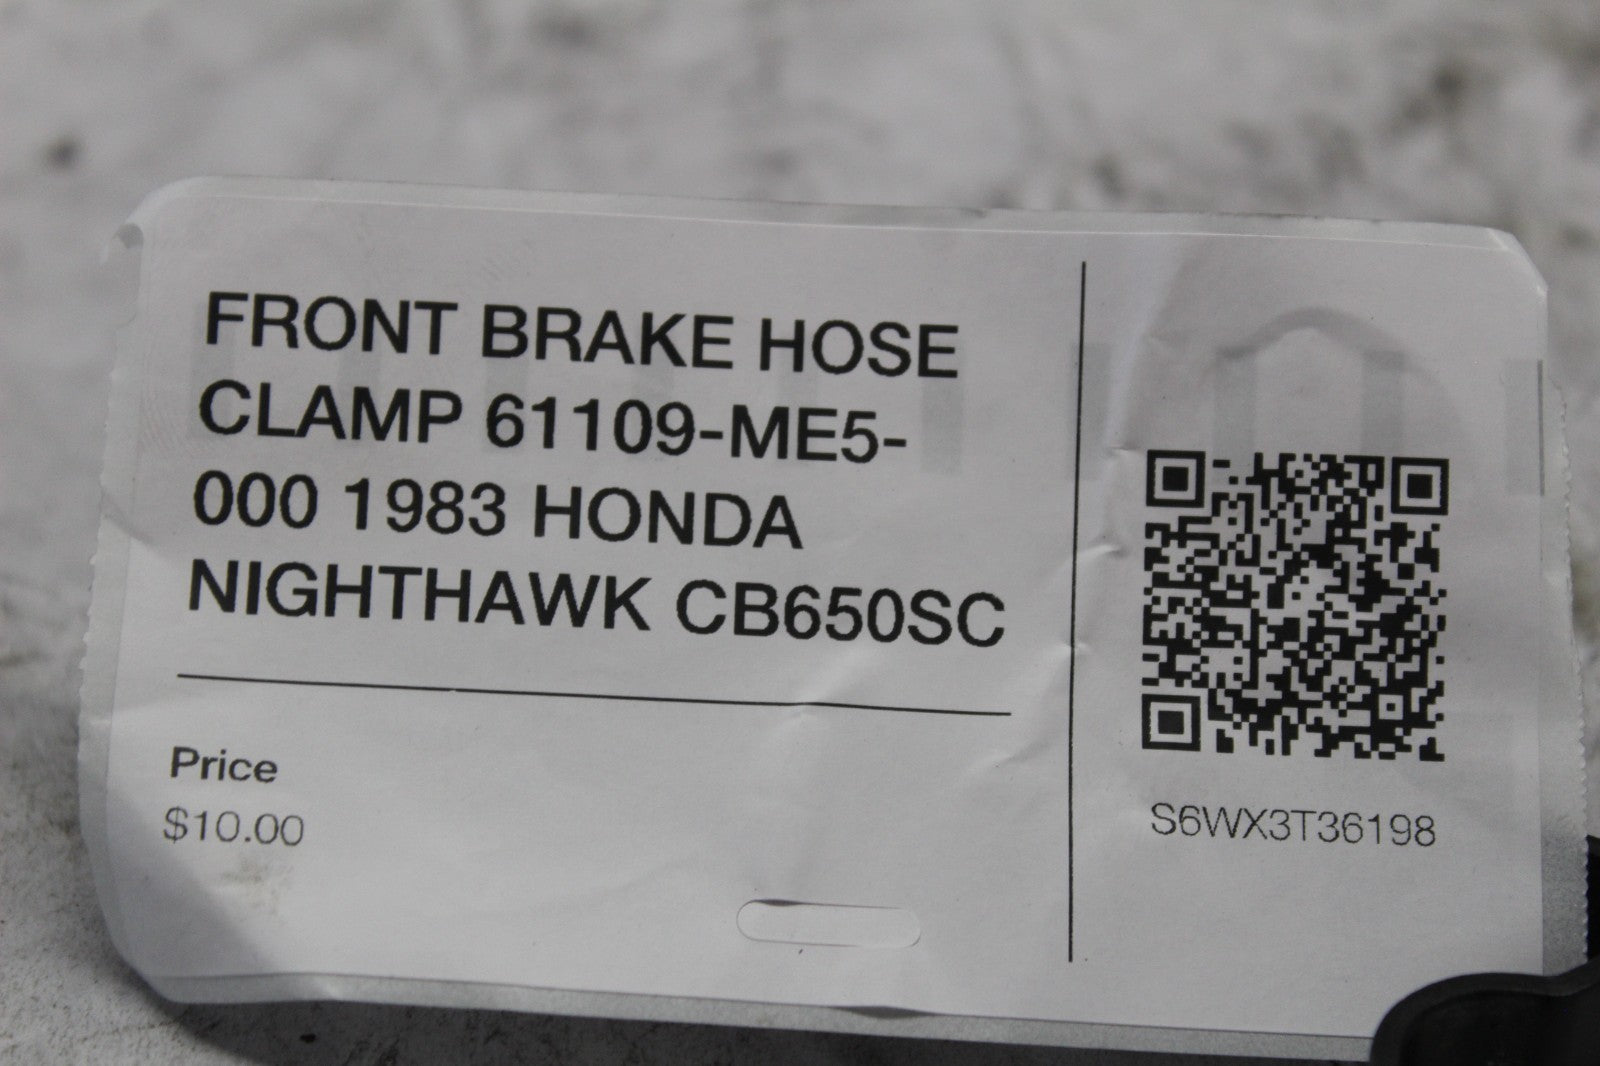 FRONT BRAKE HOSE
CLAMP 61109-ME5-
000 1983 HONDA
NIGHTHAWK CB650SC
Price
$10.00
S6WX3T36198